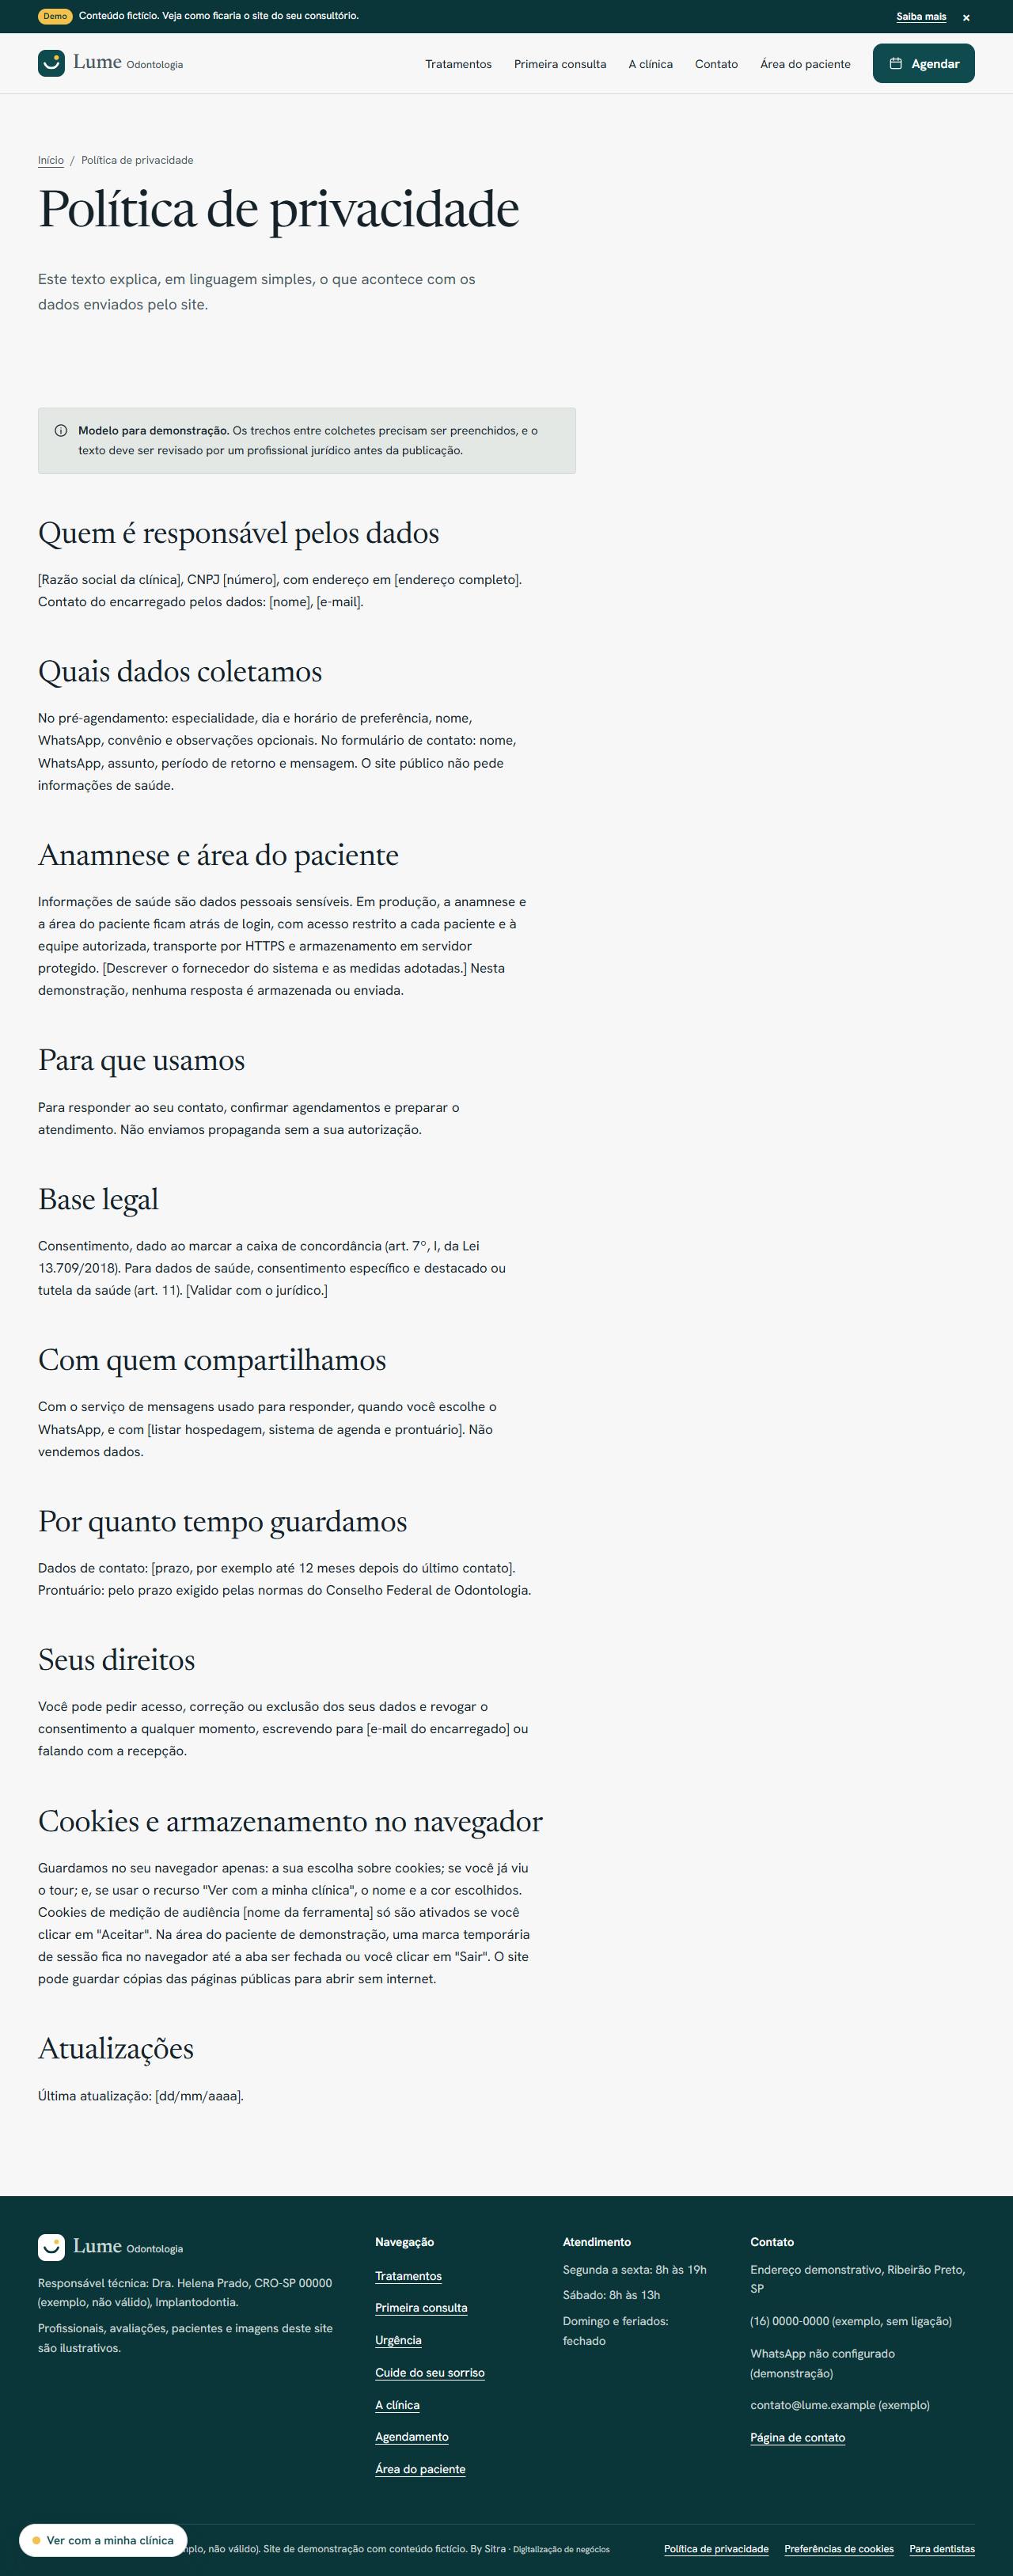 Demo Conteúdo fictício. Veja como ficaria o site do seu consultório. Saiba mais ×
Lume Odontologia Tratamentos Primeira consulta A clínica Contato Área do paciente Agendar
Início / Política de privacidade
Política de privacidade
Este texto explica, em linguagem simples, o que acontece com os
dados enviados pelo site.
Modelo para demonstração. Os trechos entre colchetes precisam ser preenchidos, e o
texto deve ser revisado por um profissional jurídico antes da publicação.
Quem é responsável pelos dados
[Razão social da clínica], CNPJ [número], com endereço em [endereço completo].
Contato do encarregado pelos dados: [nome], [e-mail].
Quais dados coletamos
No pré-agendamento: especialidade, dia e horário de preferência, nome,
WhatsApp, convênio e observações opcionais. No formulário de contato: nome,
WhatsApp, assunto, período de retorno e mensagem. O site público não pede
informações de saúde.
Anamnese e área do paciente
Informações de saúde são dados pessoais sensíveis. Em produção, a anamnese e
a área do paciente ficam atrás de login, com acesso restrito a cada paciente e à
equipe autorizada, transporte por HTTPS e armazenamento em servidor
protegido. [Descrever o fornecedor do sistema e as medidas adotadas.] Nesta
demonstração, nenhuma resposta é armazenada ou enviada.
Para que usamos
Para responder ao seu contato, confirmar agendamentos e preparar o
atendimento. Não enviamos propaganda sem a sua autorização.
Base legal
Consentimento, dado ao marcar a caixa de concordância (art. 7º, I, da Lei
13.709/2018). Para dados de saúde, consentimento específico e destacado ou
tutela da saúde (art. 11). [Validar com o jurídico.]
Com quem compartilhamos
Com o serviço de mensagens usado para responder, quando você escolhe o
WhatsApp, e com [listar hospedagem, sistema de agenda e prontuário]. Não
vendemos dados.
Por quanto tempo guardamos
Dados de contato: [prazo, por exemplo até 12 meses depois do último contato].
Prontuário: pelo prazo exigido pelas normas do Conselho Federal de Odontologia.
Seus direitos
Você pode pedir acesso, correção ou exclusão dos seus dados e revogar o
consentimento a qualquer momento, escrevendo para [e-mail do encarregado] ou
falando com a recepção.
Cookies e armazenamento no navegador
Guardamos no seu navegador apenas: a sua escolha sobre cookies; se você já viu
o tour; e, se usar o recurso "Ver com a minha clínica", o nome e a cor escolhidos.
Cookies de medição de audiência [nome da ferramenta] só são ativados se você
clicar em "Aceitar". Na área do paciente de demonstração, uma marca temporária
de sessão fica no navegador até a aba ser fechada ou você clicar em "Sair". O site
pode guardar cópias das páginas públicas para abrir sem internet.
Atualizações
Última atualização: [dd/mm/aaaa].
Lume Odontologia
Responsável técnica: Dra. Helena Prado, CRO-SP 00000
(exemplo, não válido), Implantodontia.
Profissionais, avaliações, pacientes e imagens deste site
são ilustrativos.
Navegação
Tratamentos
Primeira consulta
Urgência
Cuide do seu sorriso
A clínica
Agendamento
Área do paciente
Atendimento
Segunda a sexta: 8h às 19h
Sábado: 8h às 13h
Domingo e feriados:
fechado
Contato
Endereço demonstrativo, Ribeirão Preto,
SP
(16) 0000-0000 (exemplo, sem ligação)
WhatsApp não configurado
(demonstração)
contato@lume.example (exemplo)
Página de contato
Ver com a minha clínica
não válido). Site de demonstração com conteúdo fictício. By Sitra · Digitalização de negócios Política de privacidade Preferências de cookies Para dentistas